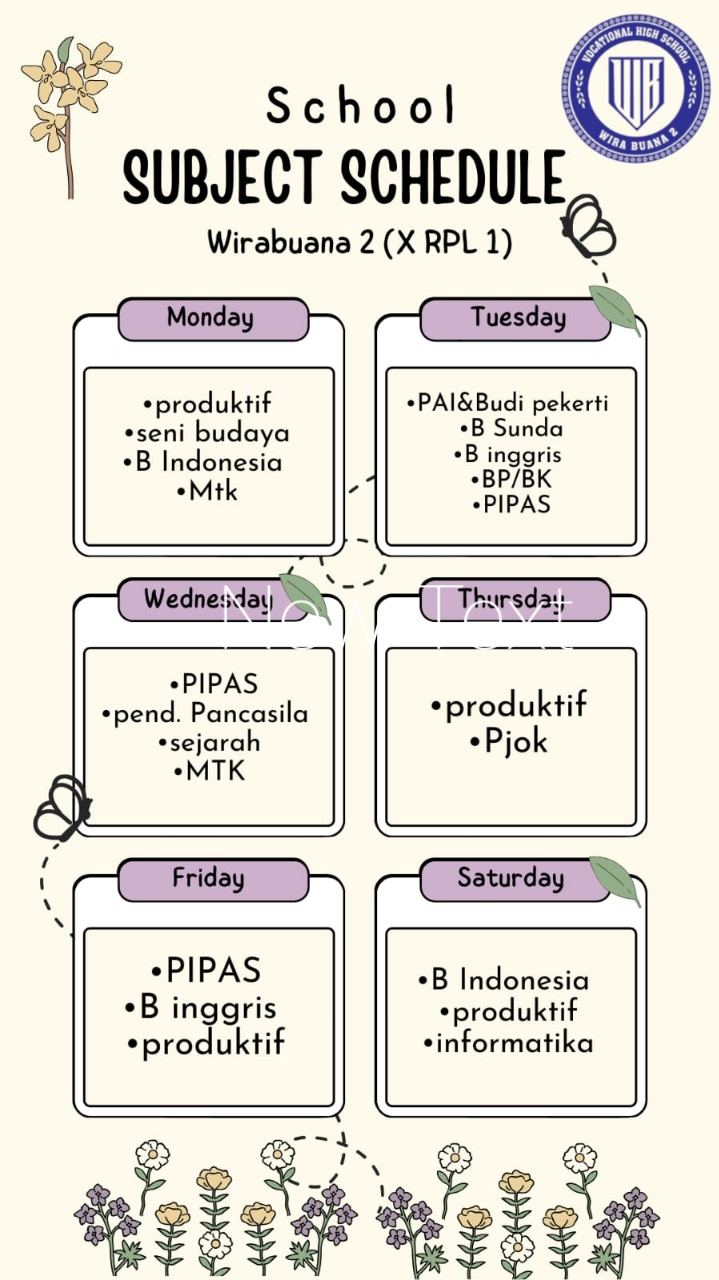 VOCATIONAL HIGH SCHOOL
WB
WIRA BUANA 2
School
SUBJECT SCHEDULE
Wirabuana 2 (X RPL 1)
Monday
•produktif
•seni budaya
•B Indonesia
•Mtk
Tuesday
•PAI&Budi pekerti
•B Sunda
•B inggris
•BP/BK
•PIPAS
New Text
Wednesday
•PIPAS
•pend. Pancasila
•sejarah
•MTK
Thursday
•produktif
•Pjok
Friday
•PIPAS
•B inggris
•produktif
Saturday
•B Indonesia
•produktif
•informatika